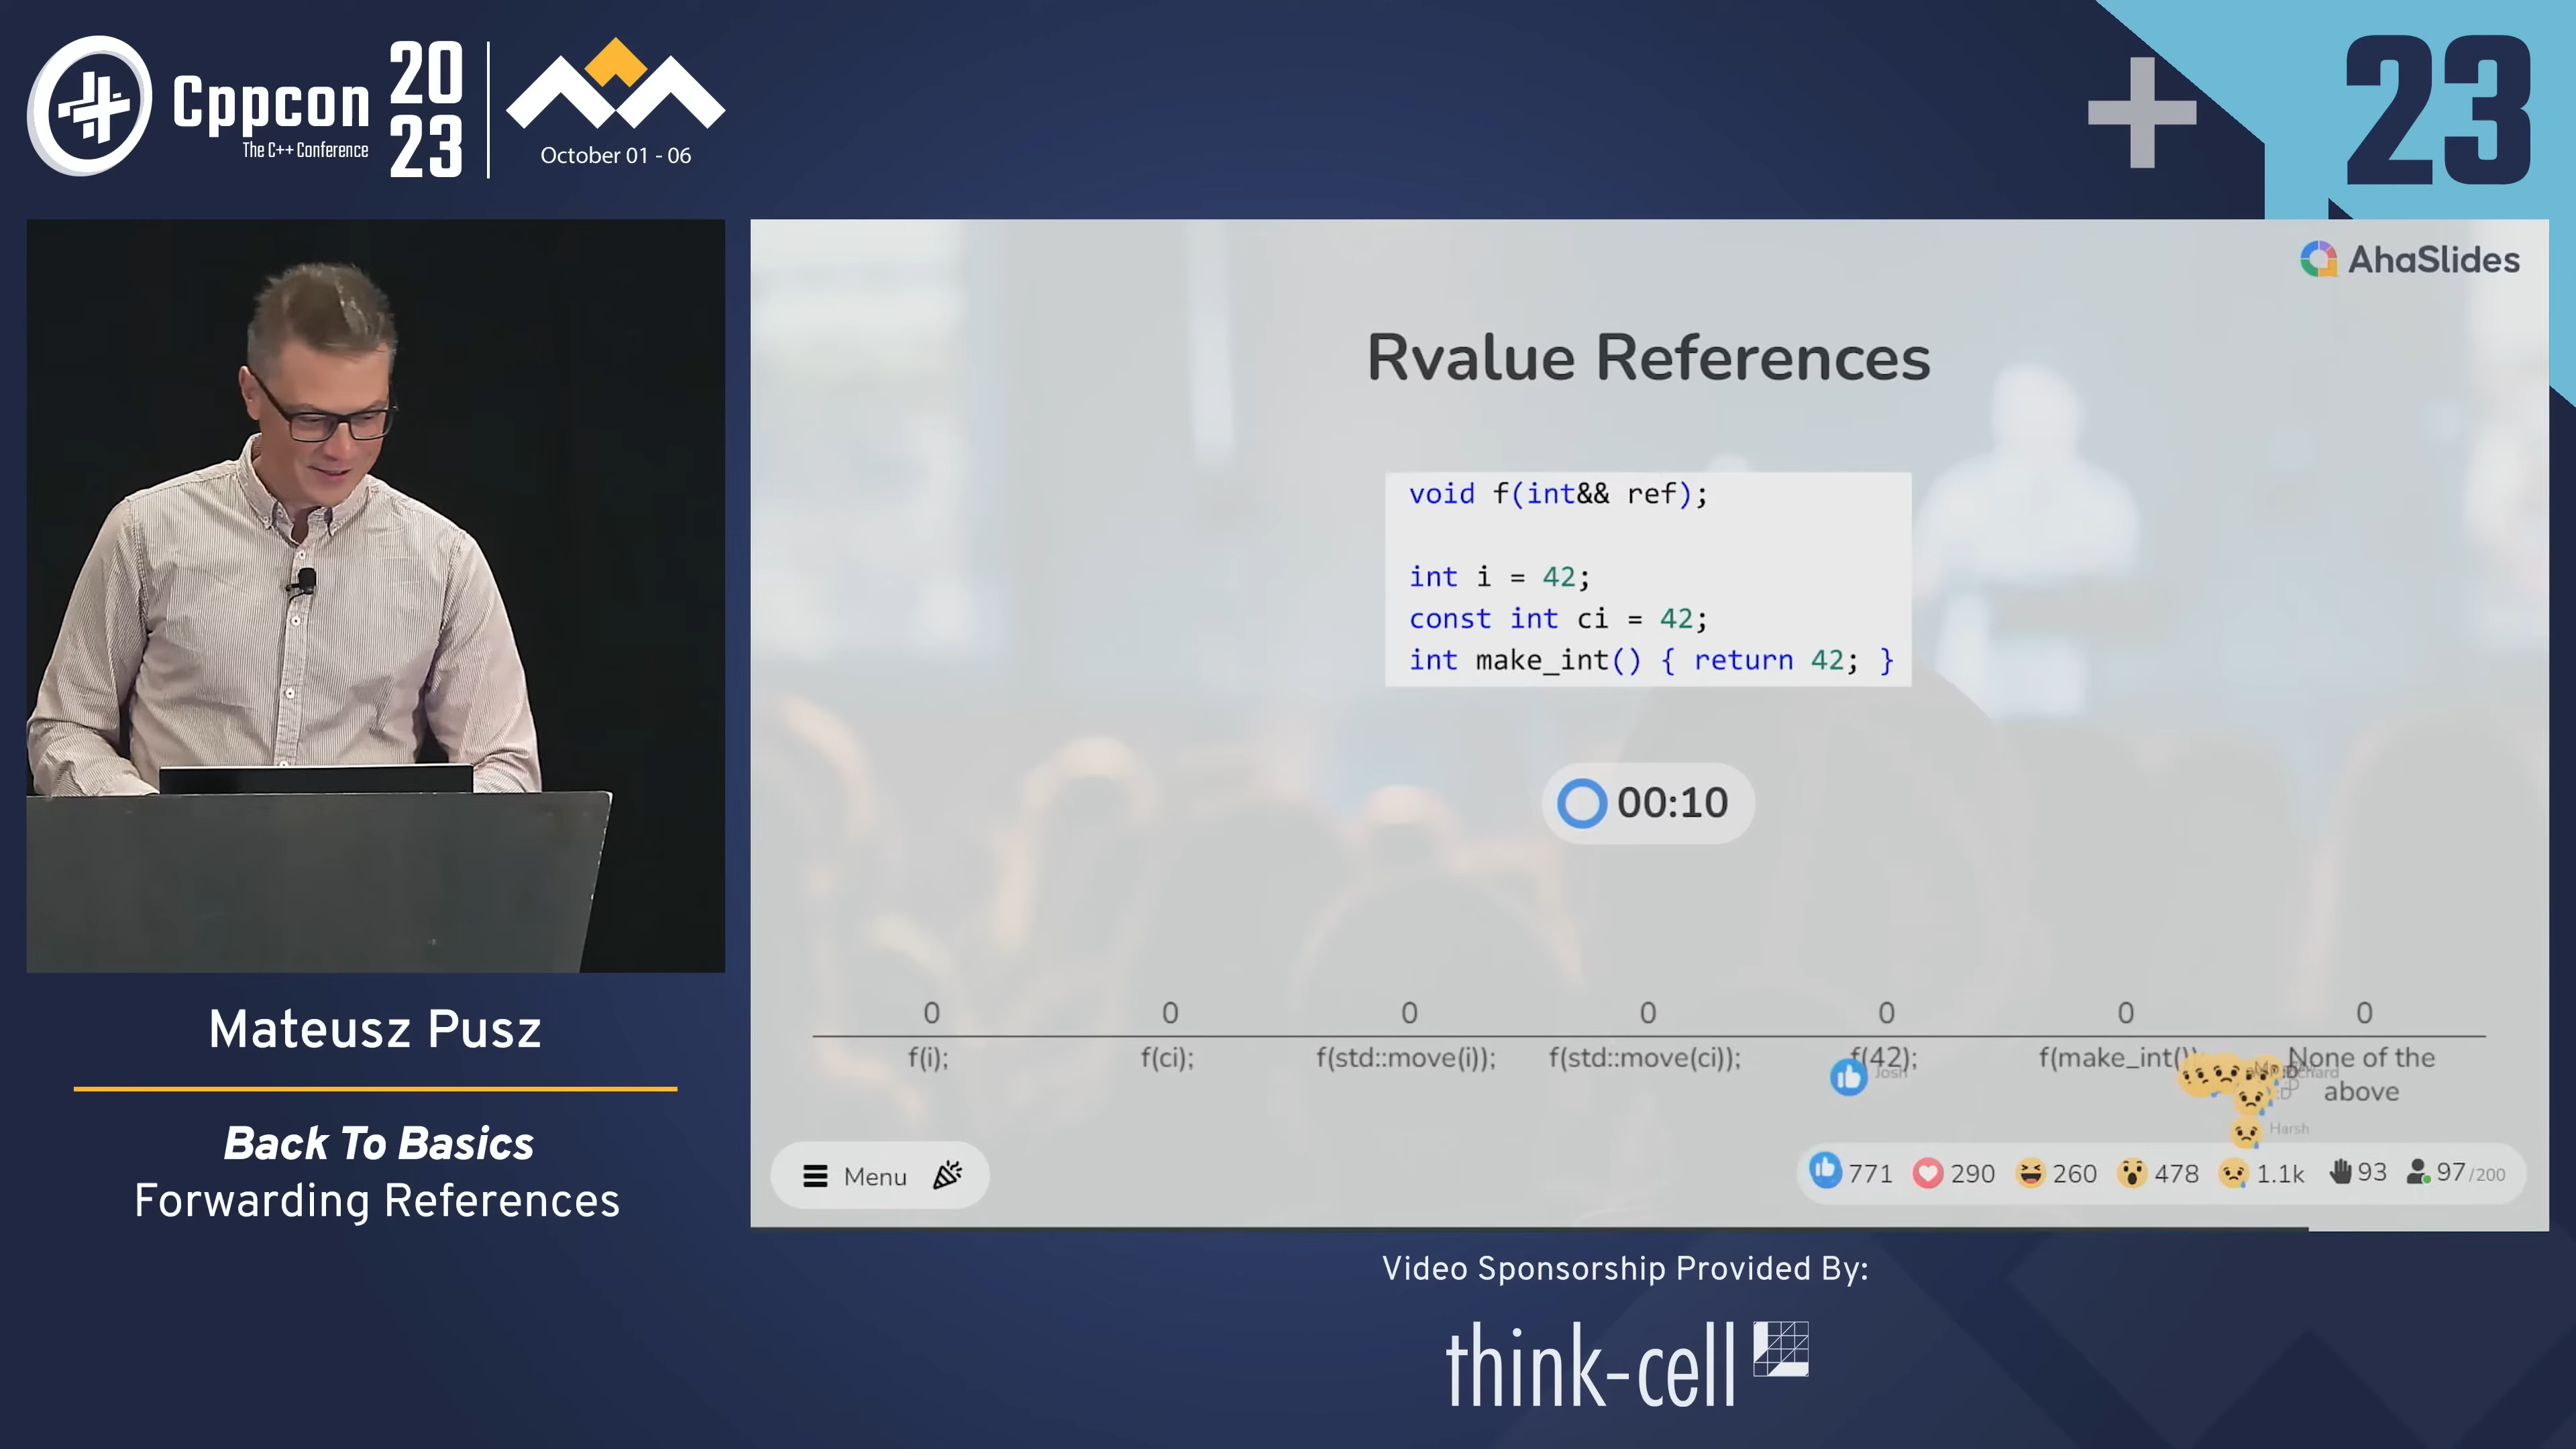 Cppcon
The C++ Conference
20
23
October 01 - 06
23
AhaSlides
Rvalue References
void f(int&& ref);
int i = 42;
const int ci = 42;
int make_int() { return 42; }
00:10
0 0 0 0 0 0 0
f(i); f(ci); f(std::move(i)); f(std::move(ci)); f(42); f(make_int() None of the
above
Josh
Harsh
Menu
771 290 260 478 1.1k 93 97/200
Mateusz Pusz
Back To Basics
Forwarding References
Video Sponsorship Provided By:
think-cell